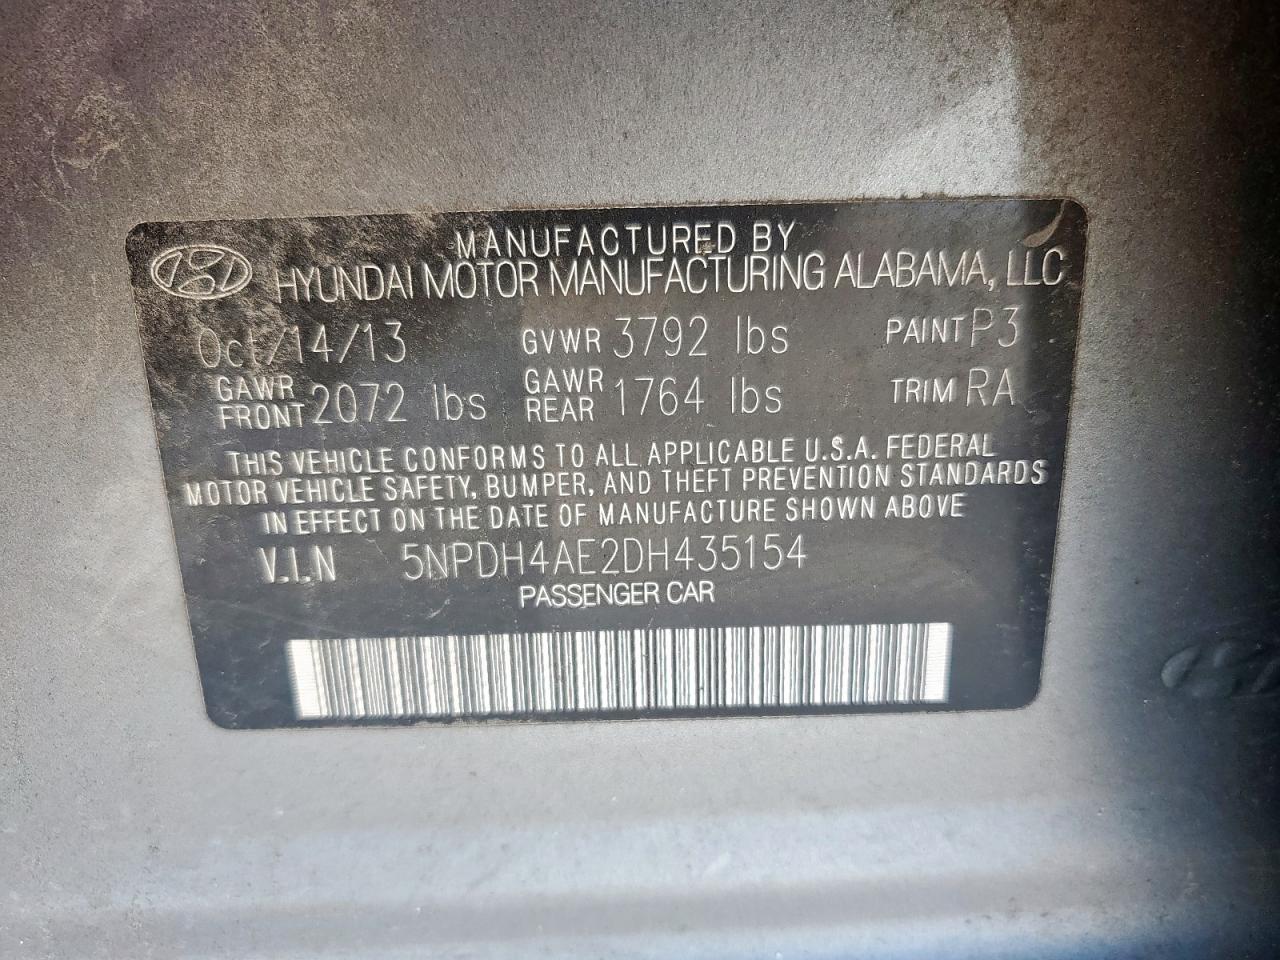 MANUFACTURED BY
HYUNDAI MOTOR MANUFACTURING ALABAMA, LLC
Oct/14/13 GVWR 3792 lbs PAINT P3
GAWR FRONT 2072 lbs GAWR REAR 1764 lbs TRIM RA
THIS VEHICLE CONFORMS TO ALL APPLICABLE U.S.A. FEDERAL
MOTOR VEHICLE SAFETY, BUMPER, AND THEFT PREVENTION STANDARDS
IN EFFECT ON THE DATE OF MANUFACTURE SHOWN ABOVE
V.I.N 5NPDH4AE2DH435154
PASSENGER CAR